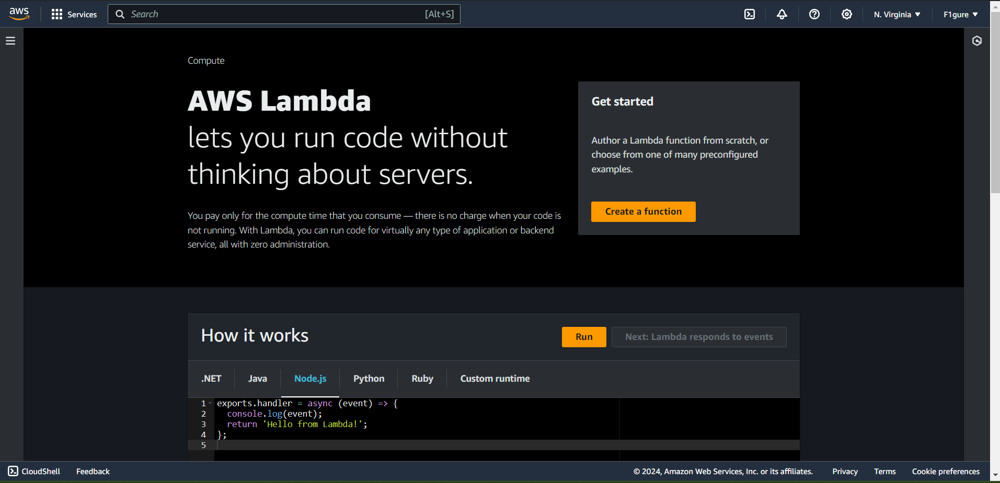 aws
Services
Search
[Alt+S]
N. Virginia
F1gure
Compute
AWS Lambda
lets you run code without
thinking about servers.
You pay only for the compute time that you consume — there is no charge when your code is
not running. With Lambda, you can run code for virtually any type of application or backend
service, all with zero administration.
Get started
Author a Lambda function from scratch, or
choose from one of many preconfigured
examples.
Create a function
How it works
Run
Next: Lambda responds to events
.NET
Java
Node.js
Python
Ruby
Custom runtime
1 exports.handler = async (event) => {
2 console.log(event);
3 return 'Hello from Lambda!';
4 };
5
CloudShell
Feedback
© 2024, Amazon Web Services, Inc. or its affiliates.
Privacy
Terms
Cookie preferences